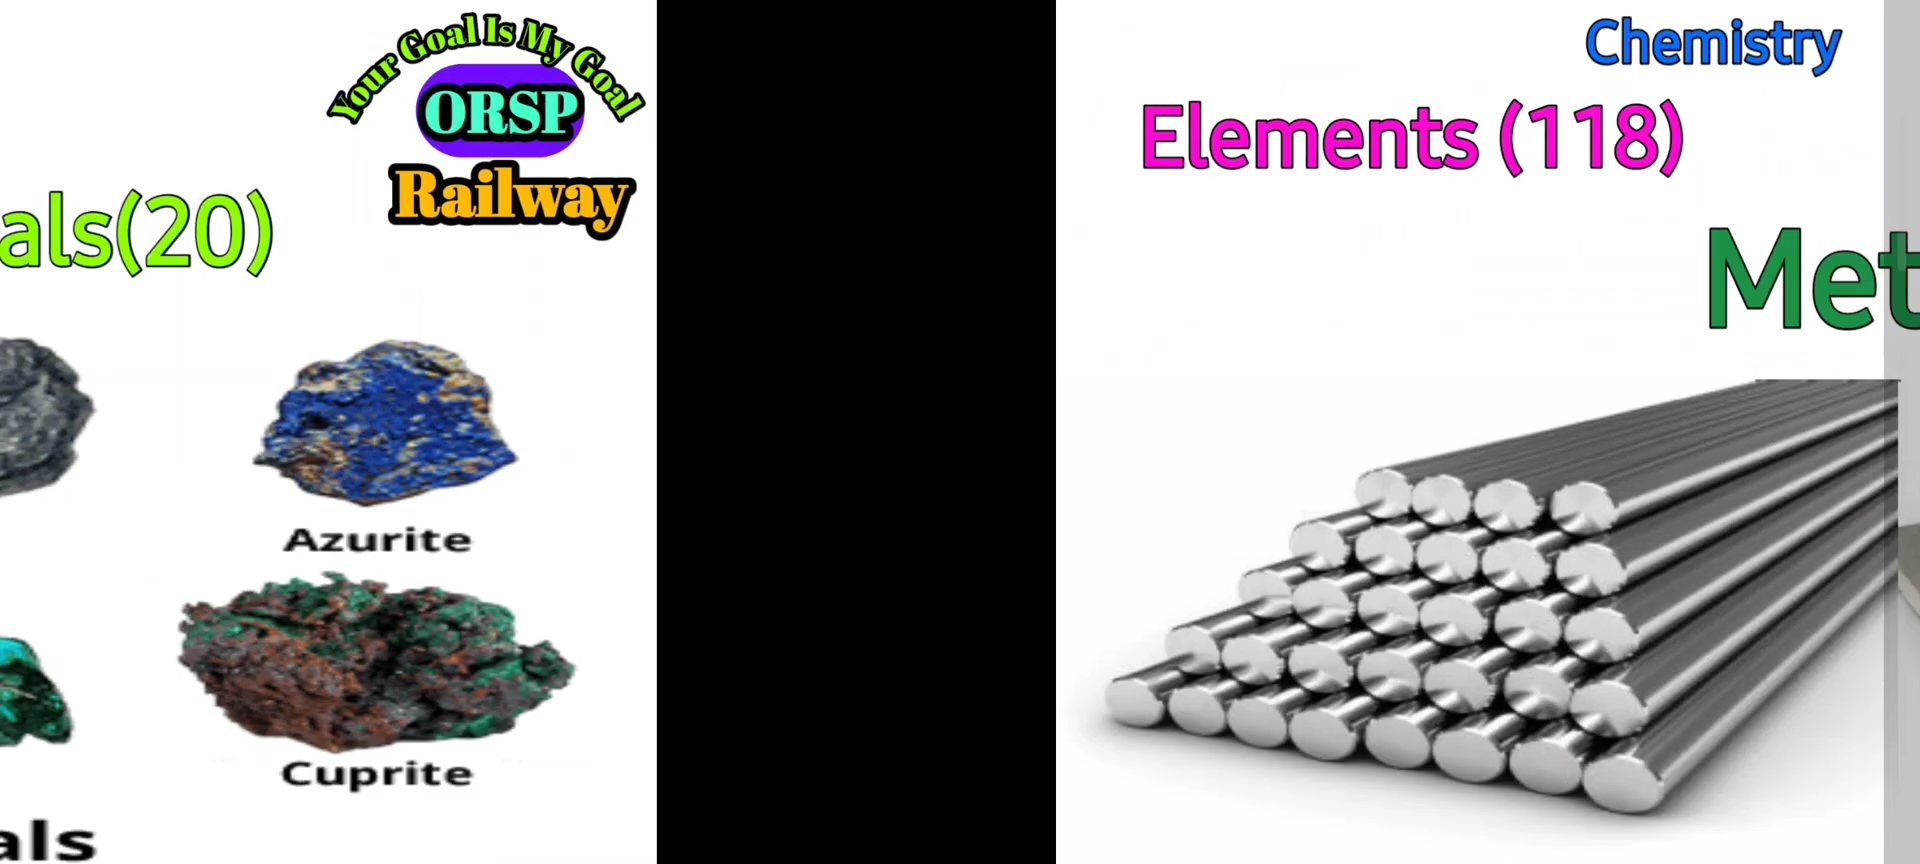 Your Goal Is My Goal
ORSP
Railway
als(20)
Azurite
Cuprite
als
Chemistry
Elements (118)
Met